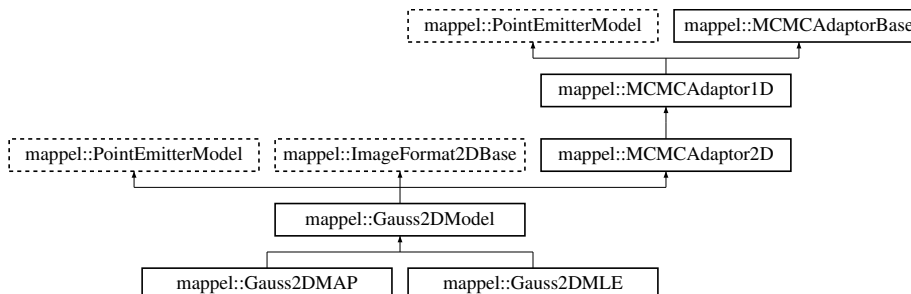 mappel::PointEmitterModel mappel::MCMCAdaptorBase
mappel::MCMCAdaptor1D
mappel::PointEmitterModel mappel::ImageFormat2DBase mappel::MCMCAdaptor2D
mappel::Gauss2DModel
mappel::Gauss2DMAP mappel::Gauss2DMLE